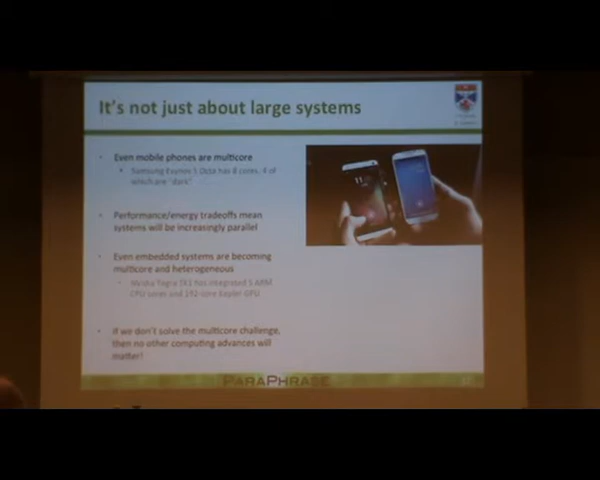 It's not just about large systems
Even mobile phones are multicore
Samsung Exynos 5 Octa has 8 cores, 4 of
which are "dark"
Performance/energy tradeoffs mean
systems will be increasingly parallel
Even embedded systems are becoming
multicore and heterogeneous
Tegra TK1 has integrated 5 ARM
CPU cores and 192-core Kepler GPU
If we don't solve the multicore challenge,
then no other computing advances will
matter!
PARAPHRASE